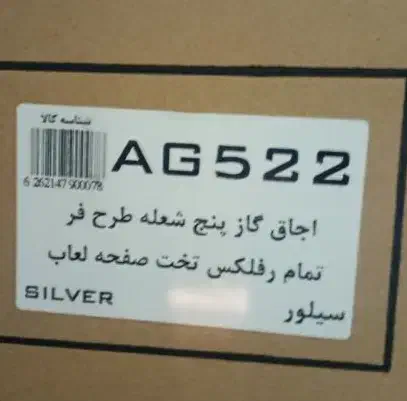 شناسه کالا
AG522
6 262147 900078
اجاق گاز پنج شعله طرح فر
تمام رفلکس تخت صفحه لعاب
سیلور
SILVER